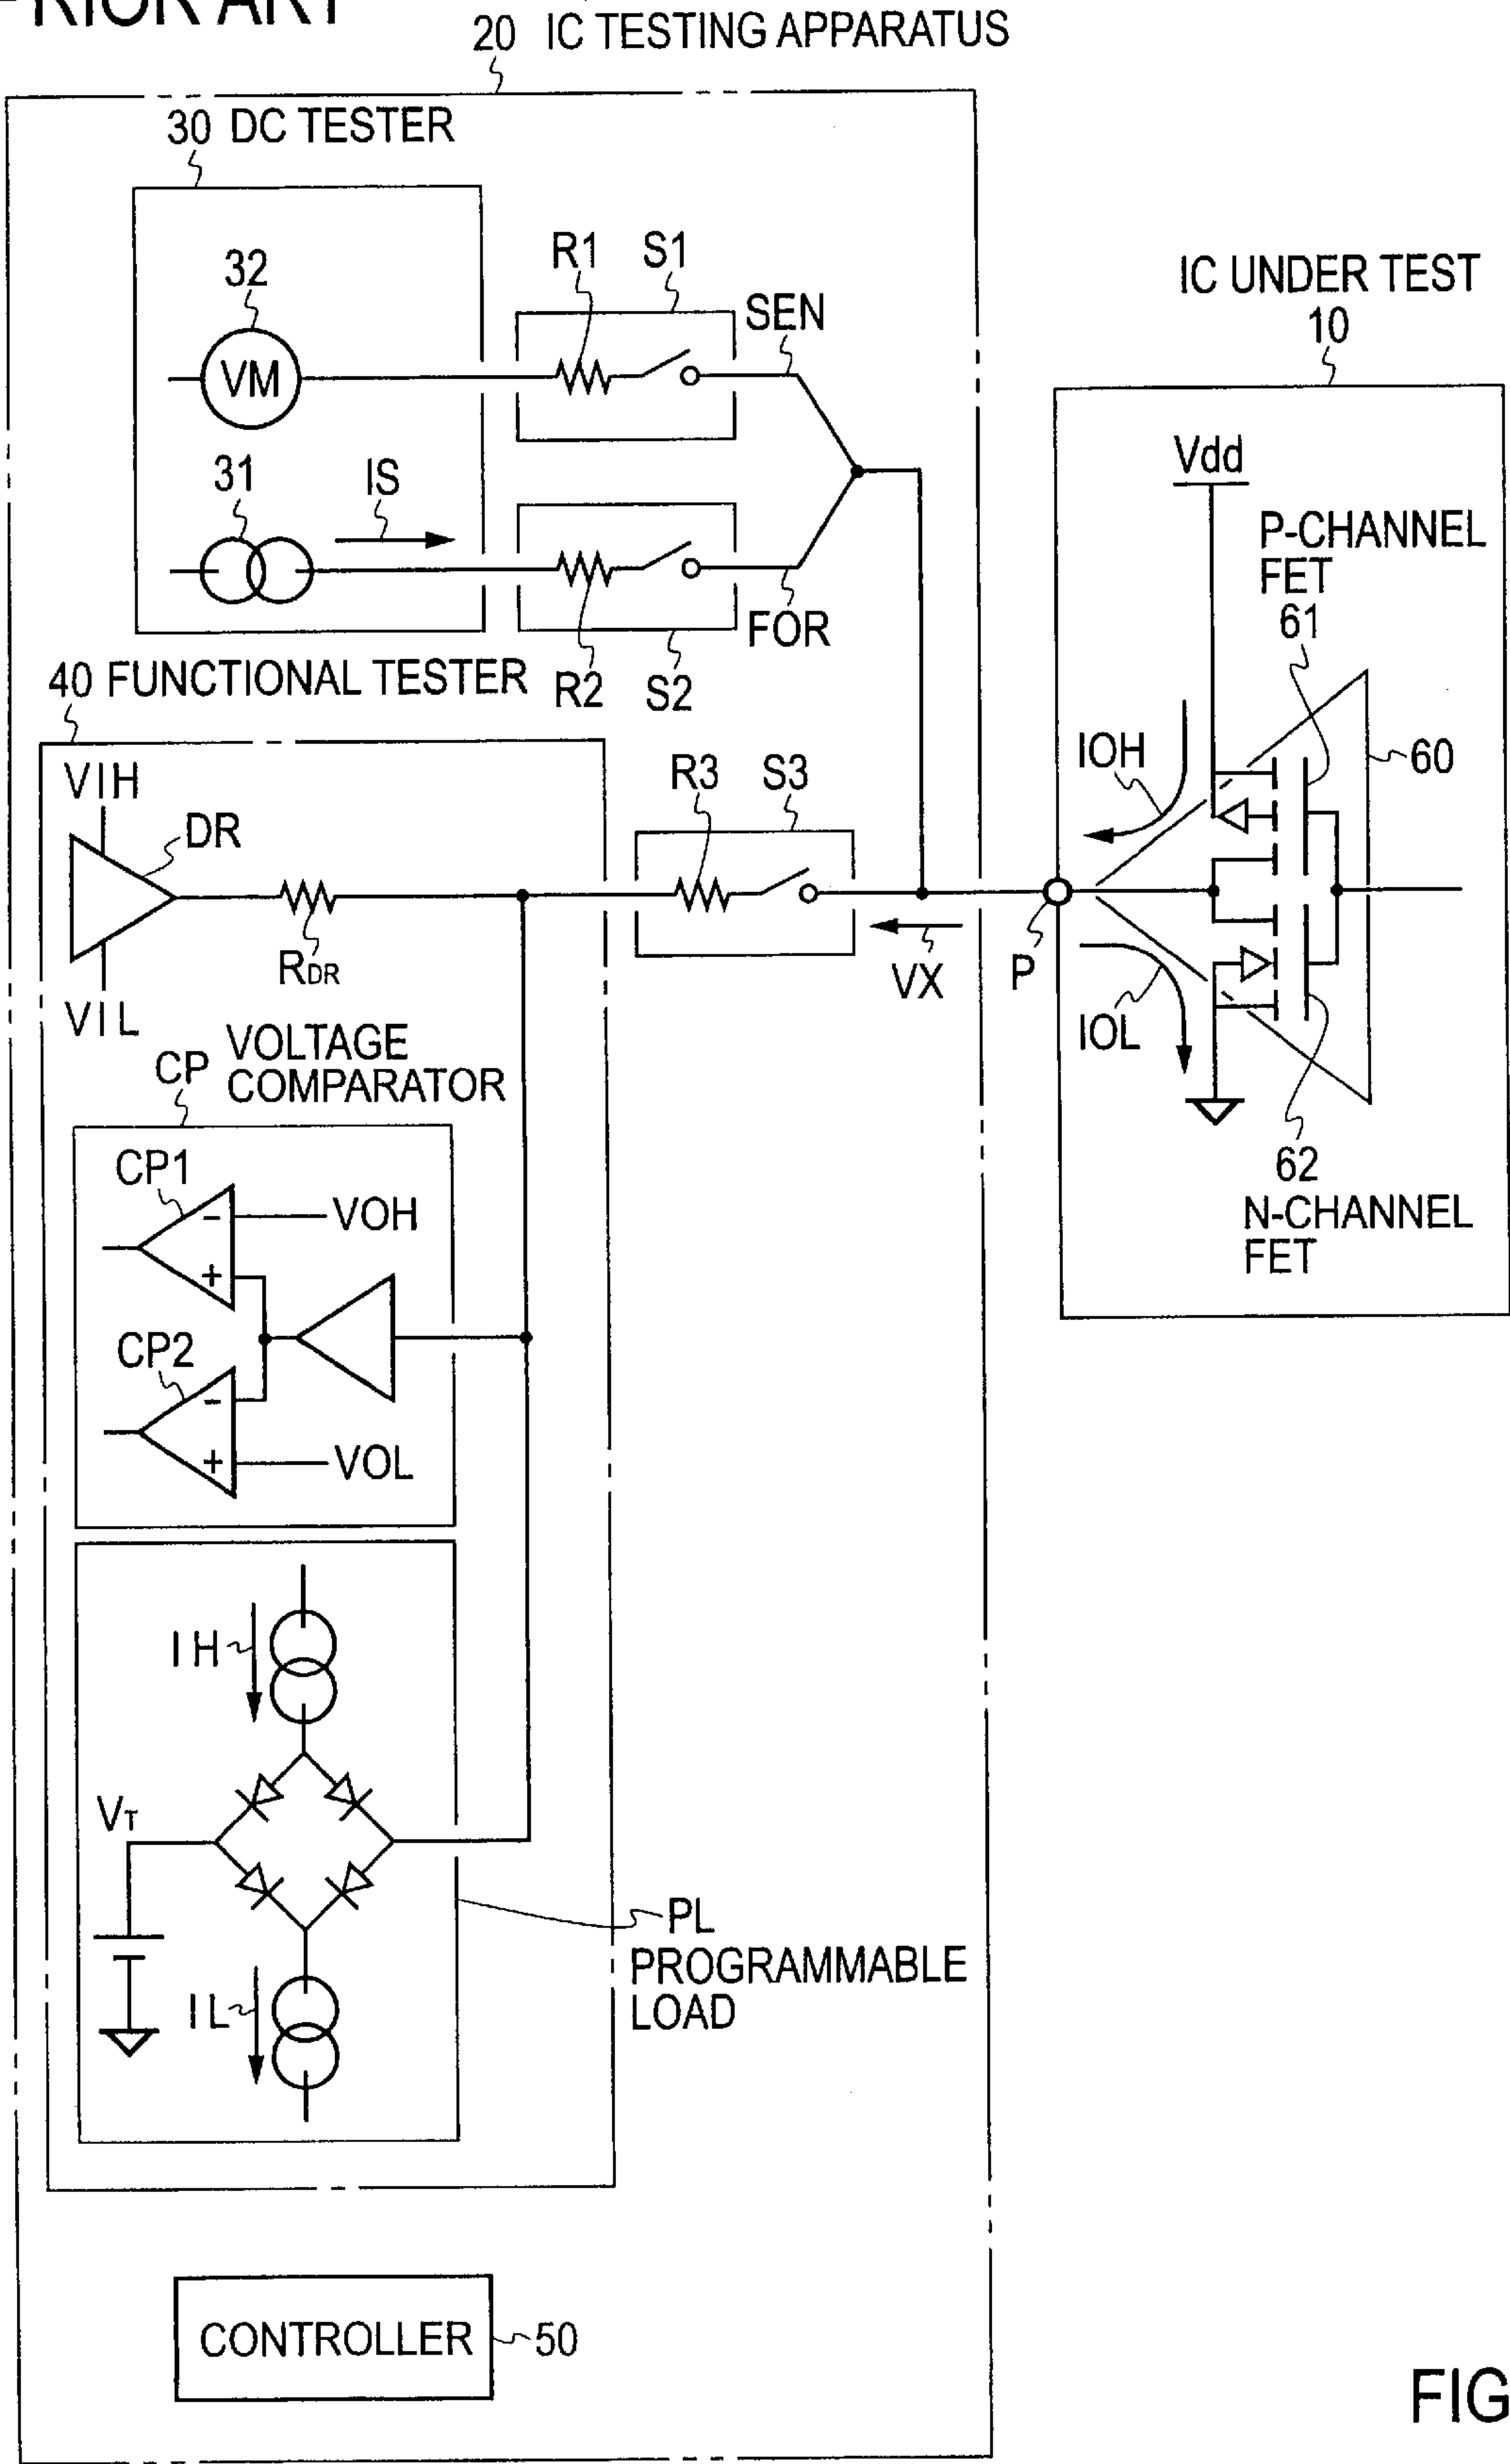 PRIOR ART
20 IC TESTING APPARATUS
30 DC TESTER
32
VM
R1
S1
SEN
31
IS
R2
S2
FOR
IC UNDER TEST
10
Vdd
P-CHANNEL
FET
61
60
IOH
IOL
P
62
N-CHANNEL
FET
40 FUNCTIONAL TESTER
VIH
DR
VIL
RDR
R3
S3
VX
CP VOLTAGE
COMPARATOR
CP1
-
VOH
+
CP2
-
+
VOL
IH
VT
IL
PL
PROGRAMMABLE
LOAD
CONTROLLER
50
FIG